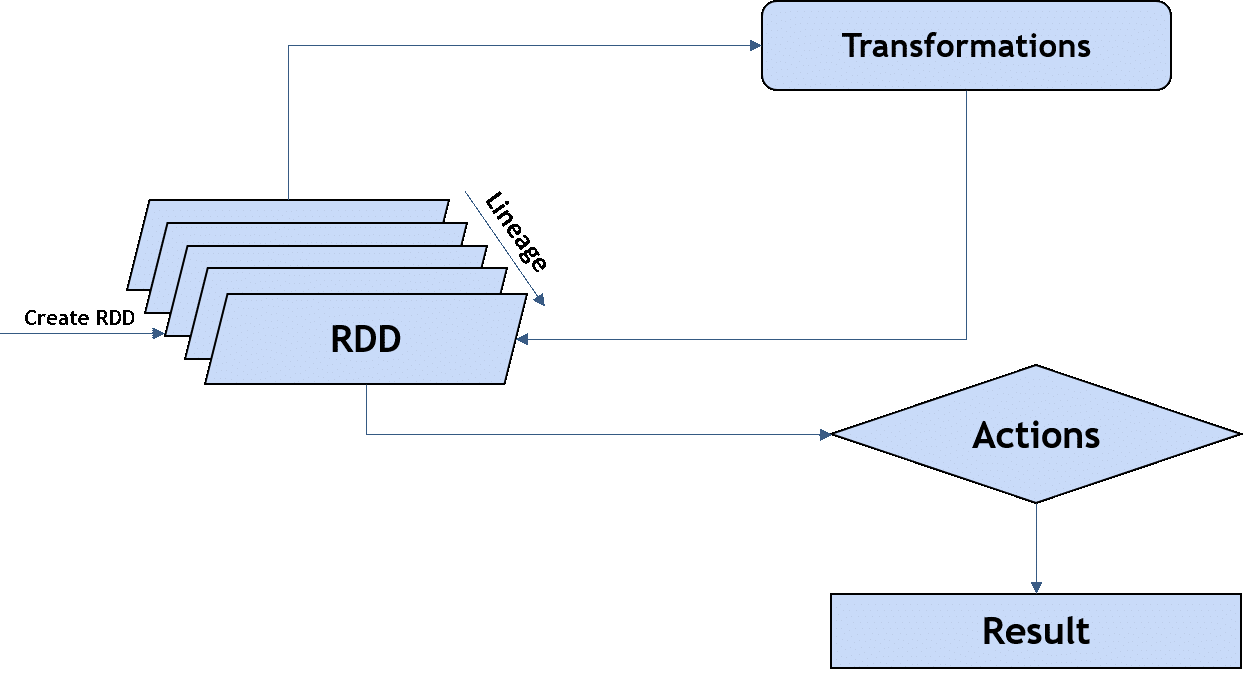 Transformations
Lineage
Create RDD
RDD
Actions
Result